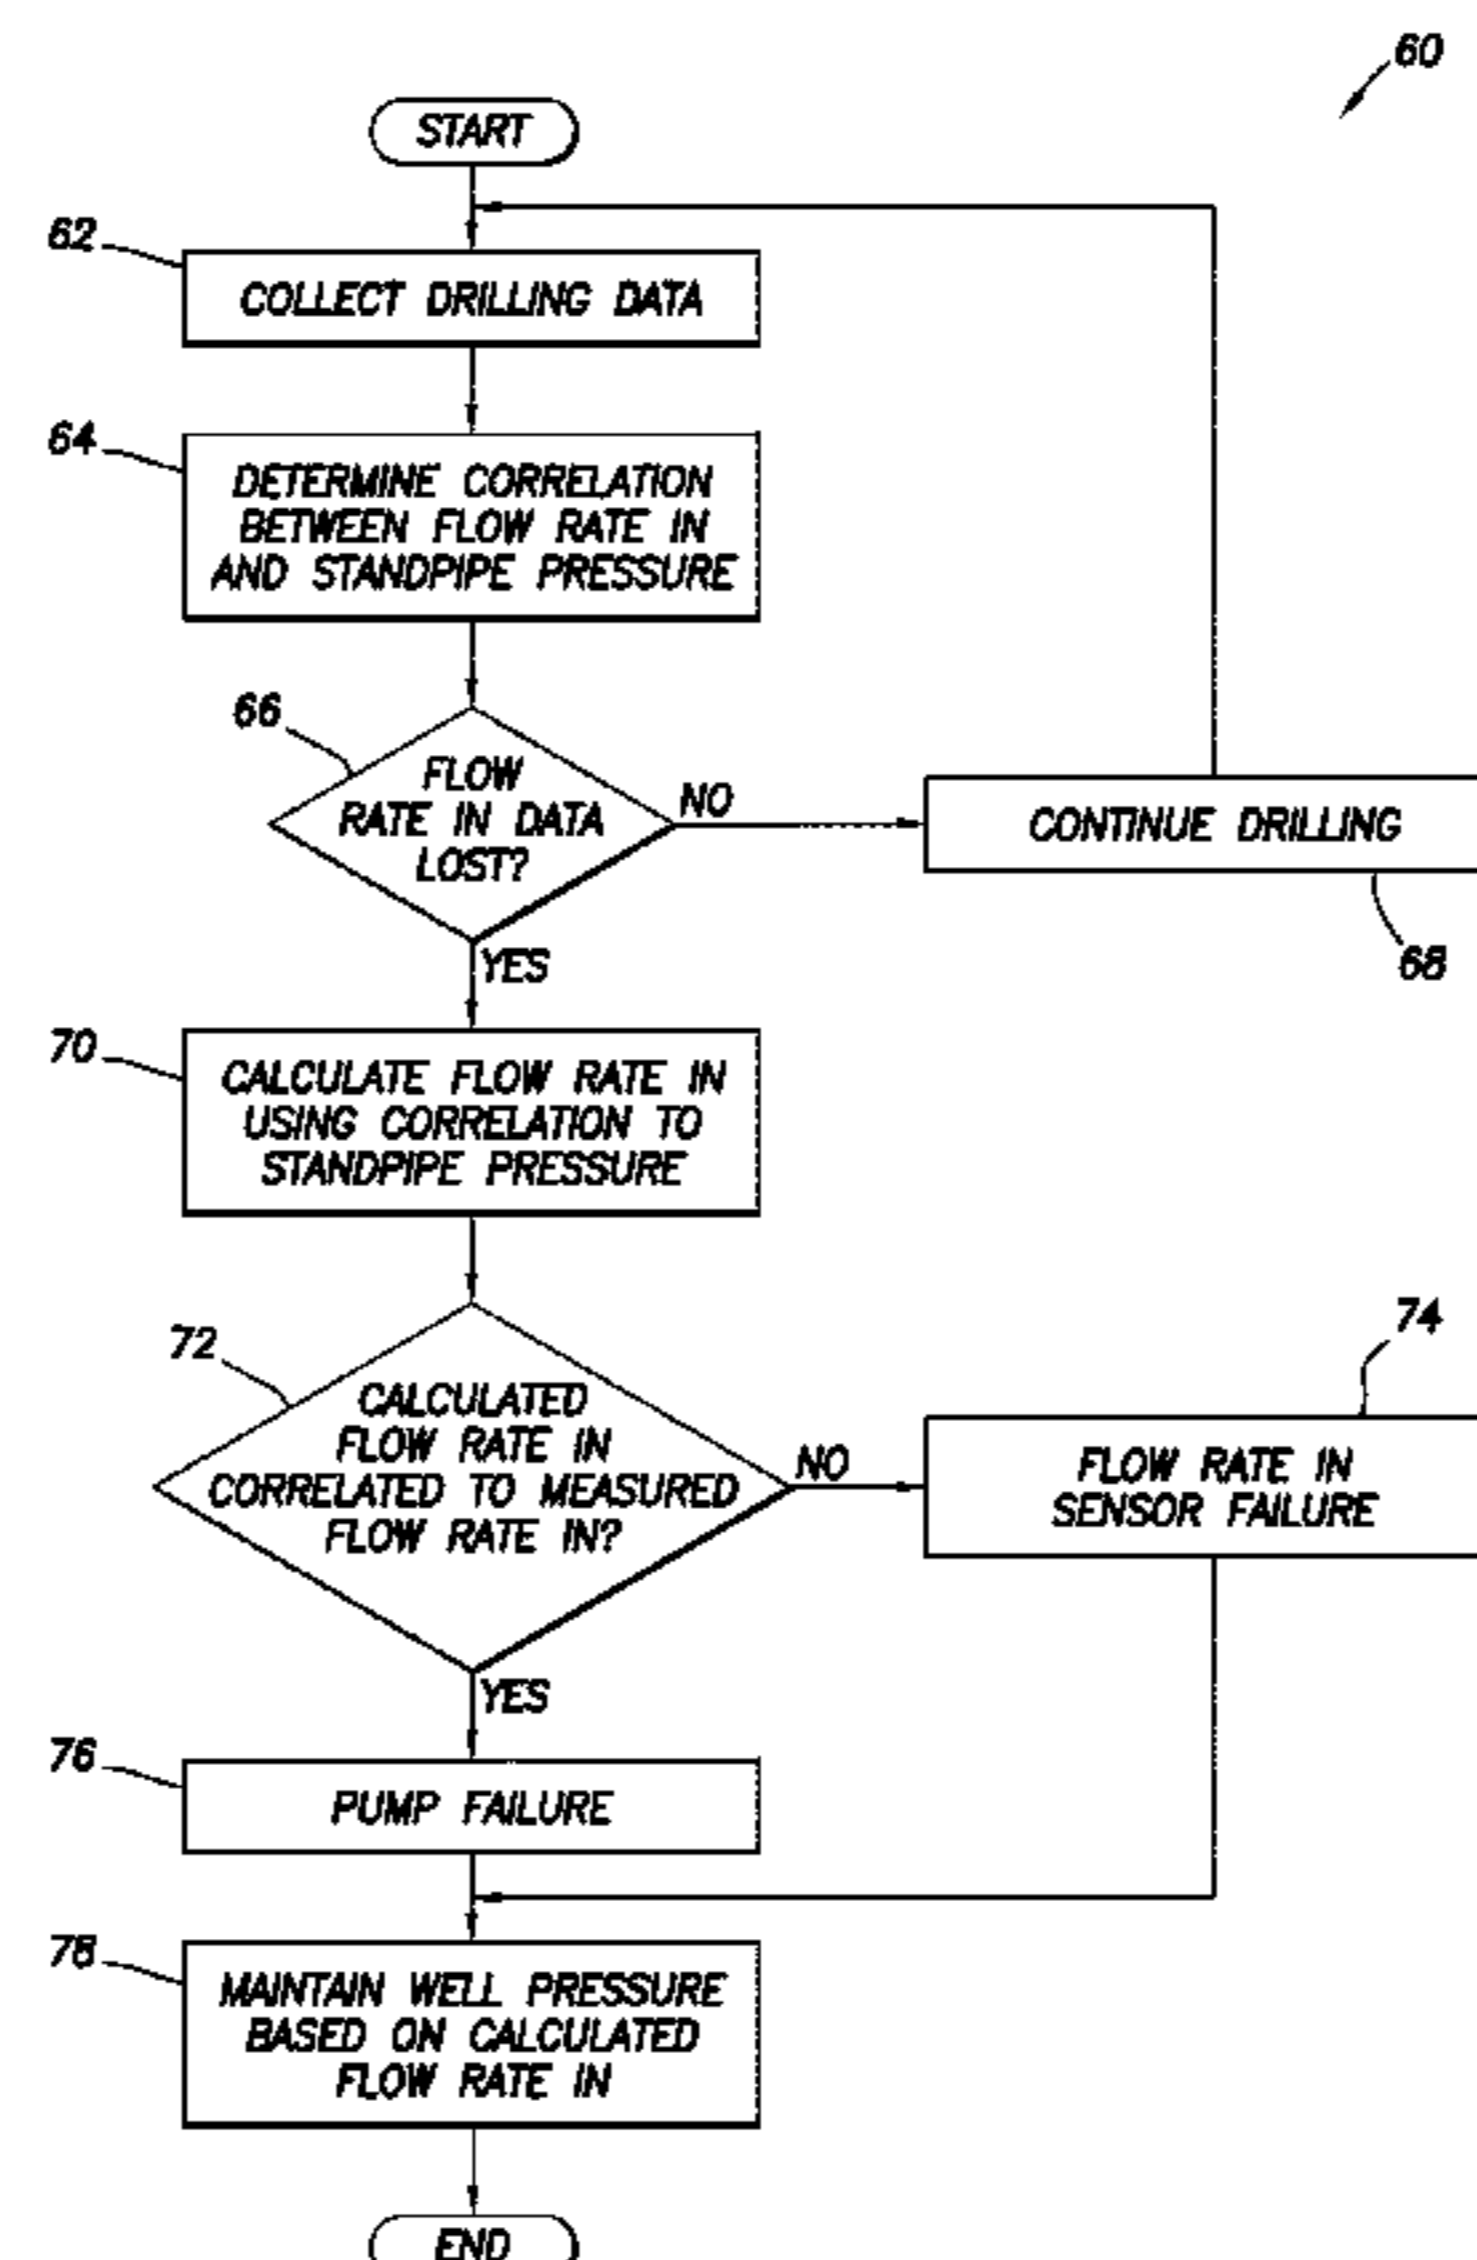 60
START
62
COLLECT DRILLING DATA
64
DETERMINE CORRELATION
BETWEEN FLOW RATE IN
AND STANDPIPE PRESSURE
66
FLOW
RATE IN DATA
LOST?
NO
CONTINUE DRILLING
68
YES
70
CALCULATE FLOW RATE IN
USING CORRELATION TO
STANDPIPE PRESSURE
72
CALCULATED
FLOW RATE IN
CORRELATED TO MEASURED
FLOW RATE IN?
NO
74
FLOW RATE IN
SENSOR FAILURE
YES
76
PUMP FAILURE
78
MAINTAIN WELL PRESSURE
BASED ON CALCULATED
FLOW RATE IN
END